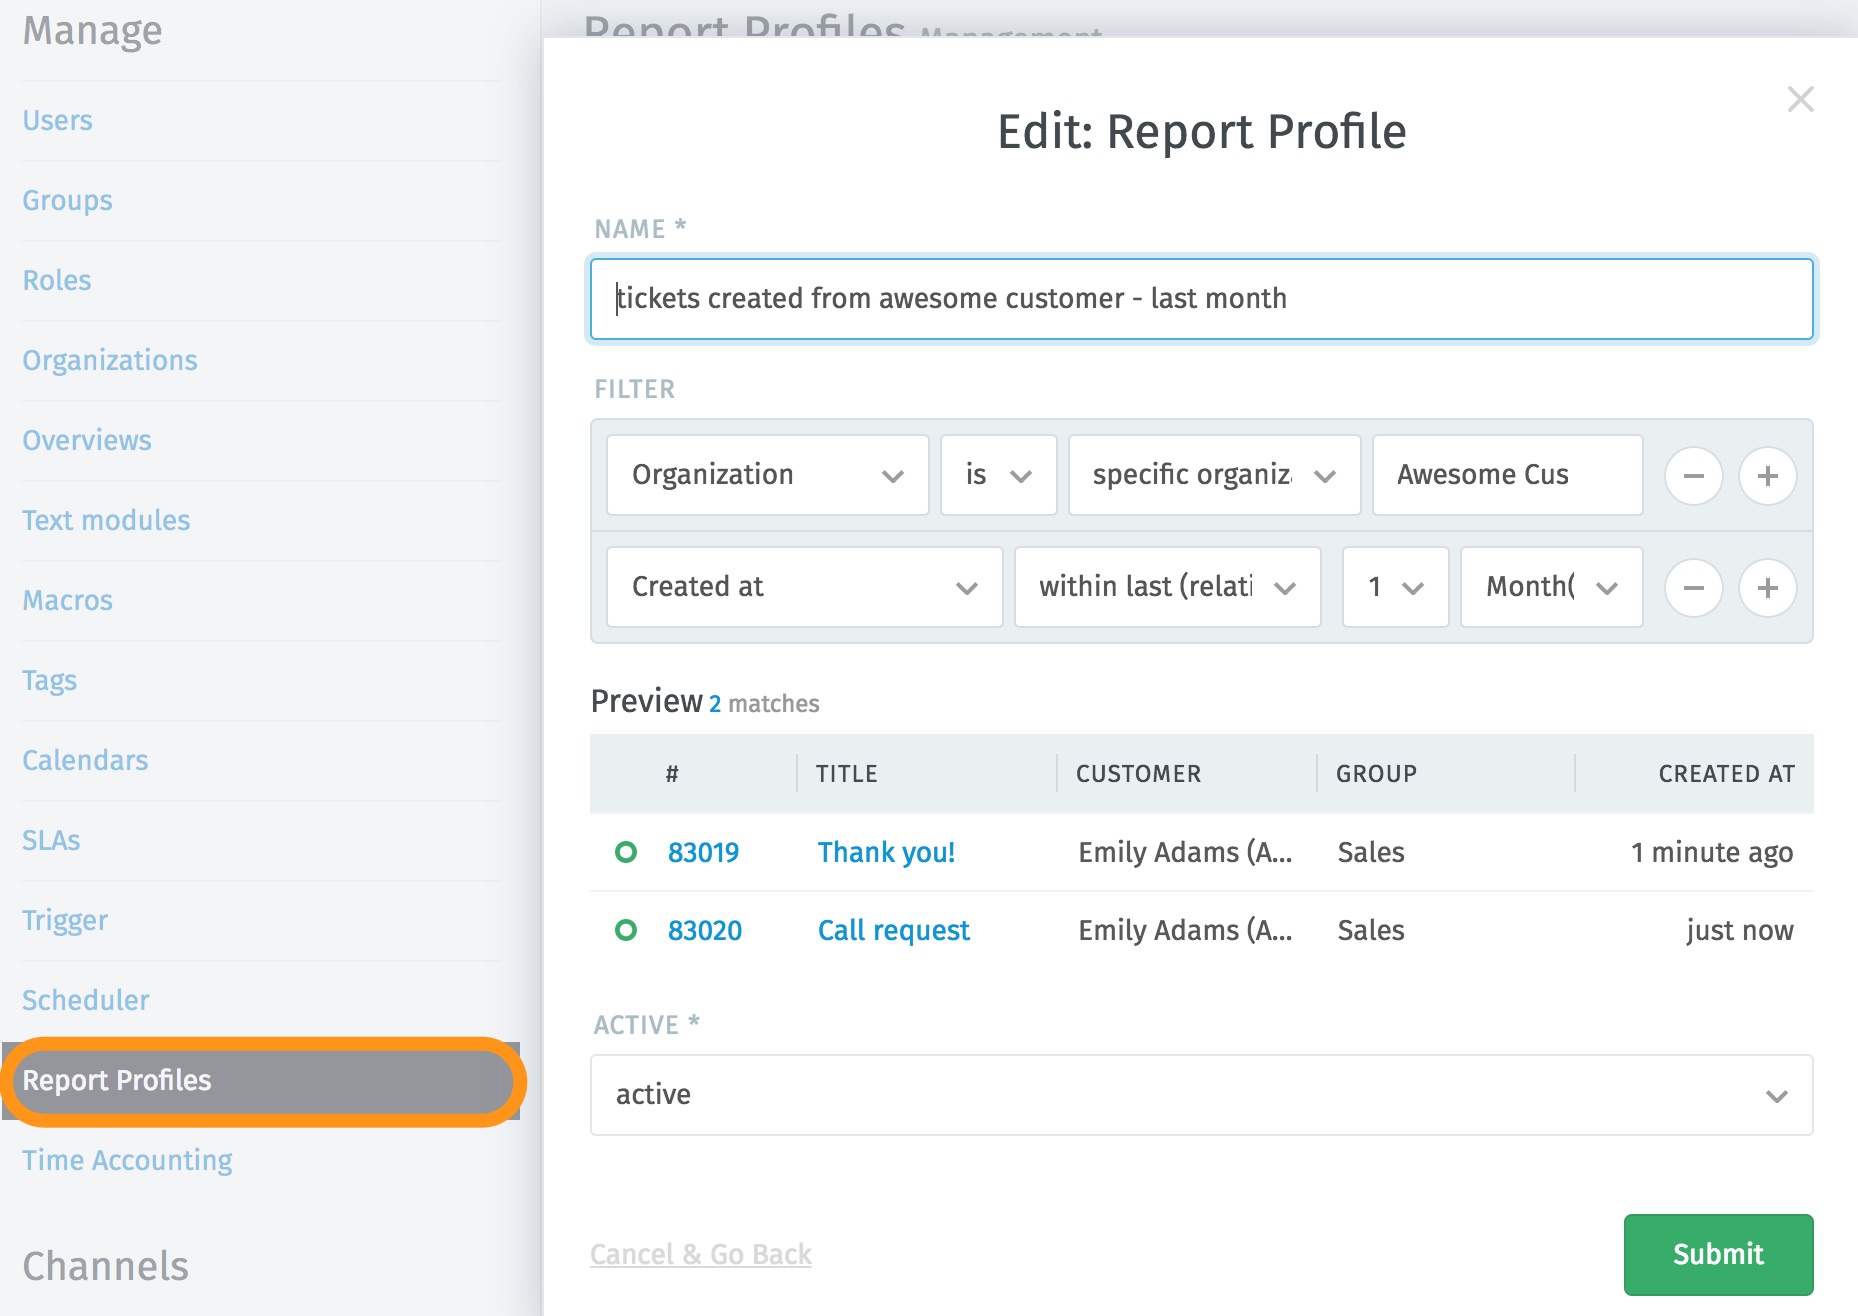 Manage
Users
Groups
Roles
Organizations
Overviews
Text modules
Macros
Tags
Calendars
SLAs
Trigger
Scheduler
Report Profiles
Time Accounting
Channels
Report Profiles Management
Edit: Report Profile
NAME *
tickets created from awesome customer - last month
FILTER
Organization is specific organiz Awesome Cus
Created at within last (relati 1 Month(
Preview 2 matches
# TITLE CUSTOMER GROUP CREATED AT
83019 Thank you! Emily Adams (A... Sales 1 minute ago
83020 Call request Emily Adams (A... Sales just now
ACTIVE *
active
Cancel & Go Back Submit